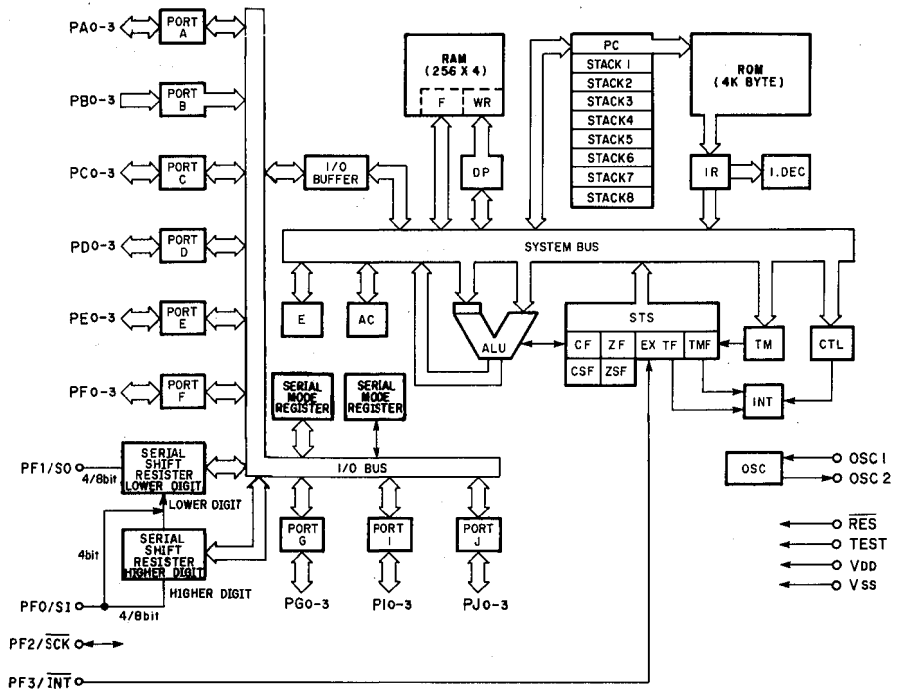 PA0-3
PORT
A
PB0-3
PORT
B
PC0-3
PORT
C
PD0-3
PORT
D
PE0-3
PORT
E
PF0-3
PORT
F
I/O
BUFFER
RAM
(256 X 4)
F
WR
DP
PC
STACK 1
STACK2
STACK3
STACK4
STACK5
STACK6
STACK7
STACK8
ROM
(4K BYTE)
IR
I.DEC
SYSTEM BUS
E
AC
ALU
STS
CF
ZF
EX TF
TMF
CSF
ZSF
TM
CTL
INT
SERIAL
MODE
REGISTER
SERIAL
MODE
REGISTER
I/O BUS
PORT
G
PORT
I
PORT
J
PG0-3
PI0-3
PJ0-3
PF1/SO
4/8bit
SERIAL
SHIFT
RESISTER
LOWER DIGIT
LOWER DIGIT
4bit
SERIAL
SHIFT
RESISTER
HIGHER DIGIT
HIGHER DIGIT
PF0/SI
4/8bit
PF2/SCK
PF3/INT
OSC
OSC 1
OSC 2
RES
TEST
VDD
VSS